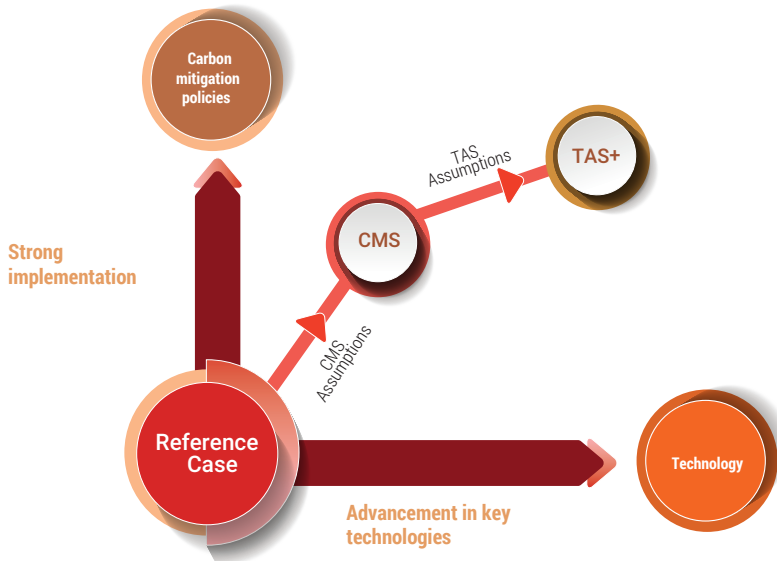 Carbon
mitigation
policies
TAS
Assumptions
TAS+
CMS
Strong
implementation
CMS
Assumptions
Reference
Case
Technology
Advancement in key
technologies